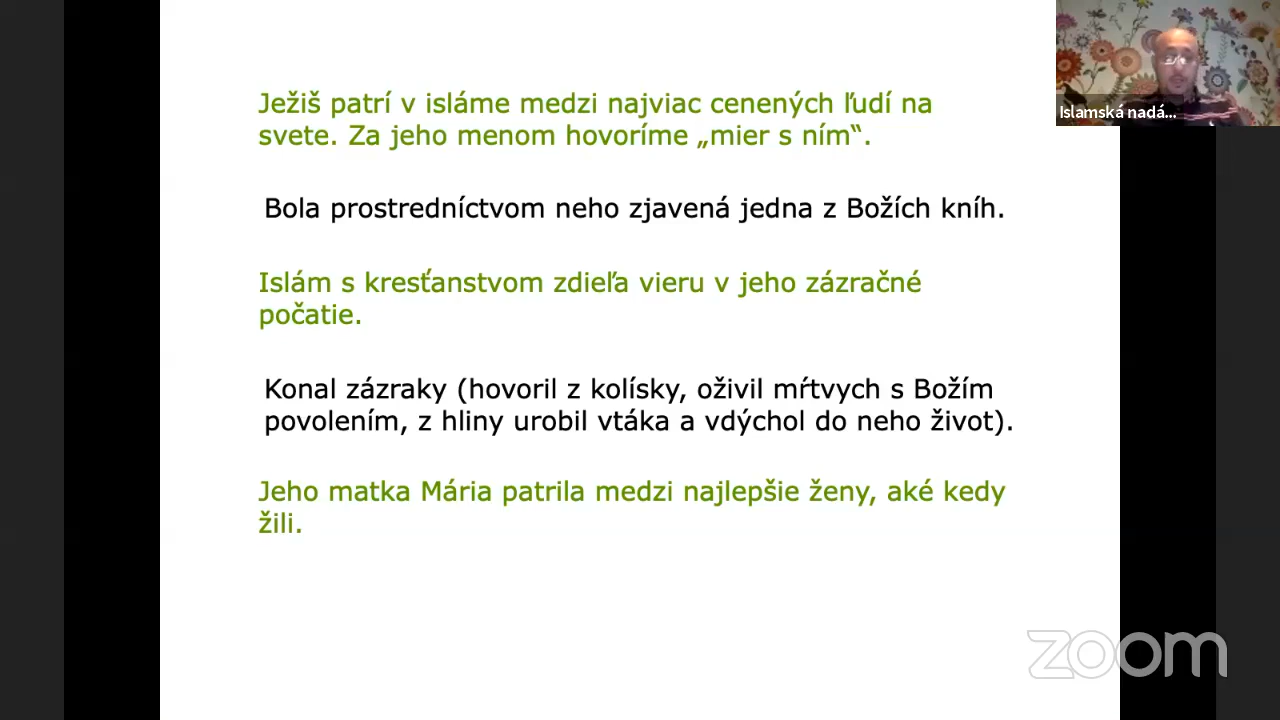 Ježiš patrí v isláme medzi najviac cenených ľudí na
svete. Za jeho menom hovoríme „mier s ním“.
Bola prostredníctvom neho zjavená jedna z Božích kníh.
Islám s kresťanstvom zdieľa vieru v jeho zázračné
počatie.
Konal zázraky (hovoril z kolísky, oživil mŕtvych s Božím
povolením, z hliny urobil vtáka a vdýchol do neho život).
Jeho matka Mária patrila medzi najlepšie ženy, aké kedy
žili.
Islamská nadá...
zoom